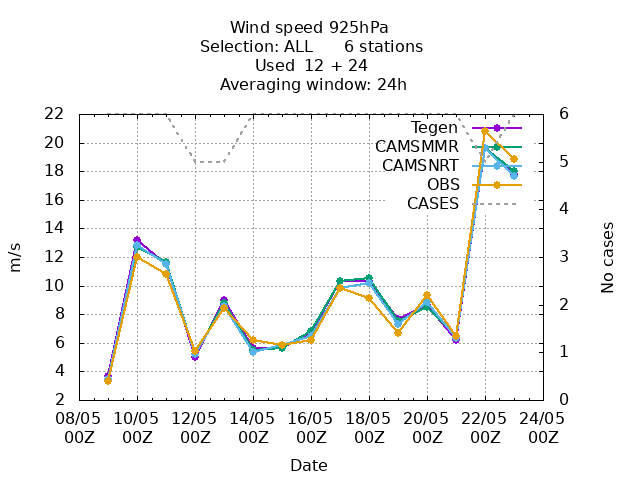 Wind speed 925hPa
Selection: ALL 6 stations
Used 12 + 24
Averaging window: 24h
22 6
Tegen
20
CAMSMMR
CAMSNRT
18 5
OBS
16
CASES
14 4
12 3
10
8 2
6
4 1
2 0
m/s
No cases
08/05 10/05 12/05 14/05 16/05 18/05 20/05 22/05 24/05
00Z 00Z 00Z 00Z 00Z 00Z 00Z 00Z 00Z
Date